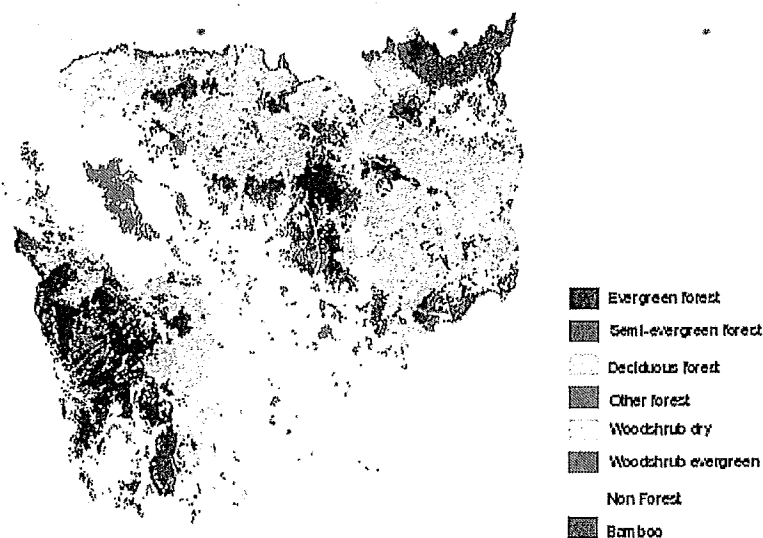 Evergreen forest
Semi-evergreen forest
Deciduous forest
Other forest
Woodshrub dry
Woodshrub evergreen
Non Forest
Bamboo